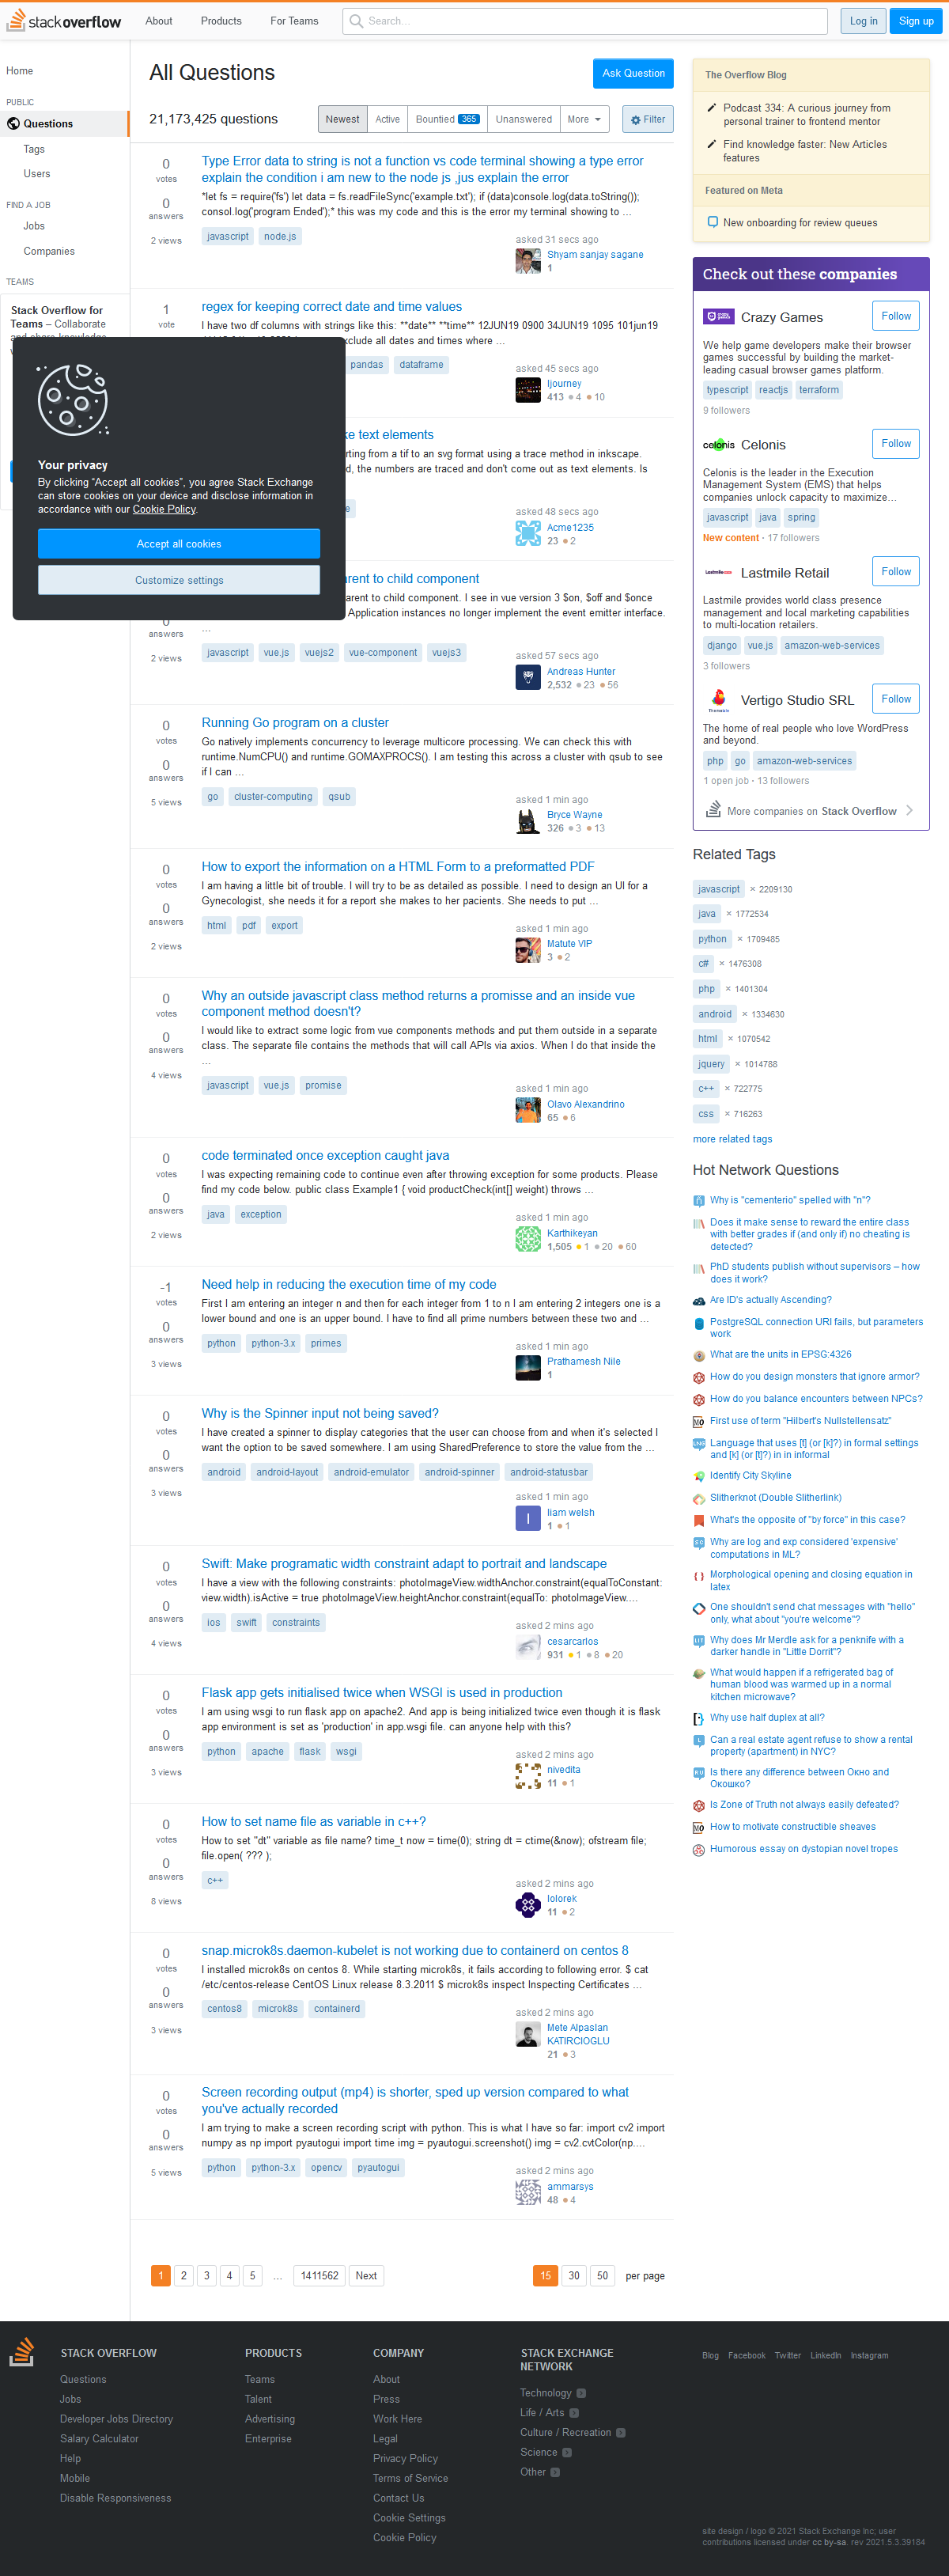 stack overflow
About
Products
For Teams
Search...
Log in
Sign up
Home
PUBLIC
Questions
Tags
Users
FIND A JOB
Jobs
Companies
TEAMS
Stack Overflow for
Teams – Collaborate
Your privacy
By clicking “Accept all cookies”, you agree Stack Exchange
can store cookies on your device and disclose information in
accordance with our Cookie Policy.
Accept all cookies
Customize settings
All Questions
Ask Question
21,173,425 questions
Newest
Active
Bountied 365
Unanswered
More
Filter
0
votes
0
answers
2 views
Type Error data to string is not a function vs code terminal showing a type error
explain the condition i am new to the node js ,jus explain the error
*let fs = require('fs') let data = fs.readFileSync('example.txt'); if (data)console.log(data.toString());
consol.log('program Ended');* this was my code and this is the error my terminal showing to ...
javascript
node.js
asked 31 secs ago
Shyam sanjay sagane
1
1
vote
regex for keeping correct date and time values
I have two df columns with strings like this: **date** **time** 12JUN19 0900 34JUN19 1095 101jun19
xclude all dates and times where ...
pandas
dataframe
asked 45 secs ago
ljourney
413 4 10
ke text elements
rting from a tif to an svg format using a trace method in inkscape.
d, the numbers are traced and don't come out as text elements. Is
e
asked 48 secs ago
Acme1235
23 2
arent to child component
arent to child component. I see in vue version 3 $on, $off and $once
Application instances no longer implement the event emitter interface.
...
0
answers
2 views
javascript
vue.js
vuejs2
vue-component
vuejs3
asked 57 secs ago
Andreas Hunter
2,532 23 56
0
votes
0
answers
5 views
Running Go program on a cluster
Go natively implements concurrency to leverage multicore processing. We can check this with
runtime.NumCPU() and runtime.GOMAXPROCS(). I am testing this across a cluster with qsub to see
if I can ...
go
cluster-computing
qsub
asked 1 min ago
Bryce Wayne
326 3 13
0
votes
0
answers
2 views
How to export the information on a HTML Form to a preformatted PDF
I am having a little bit of trouble. I will try to be as detailed as possible. I need to design an UI for a
Gynecologist, she needs it for a report she makes to her pacients. She needs to put ...
html
pdf
export
asked 1 min ago
Matute VIP
3 2
0
votes
0
answers
4 views
Why an outside javascript class method returns a promisse and an inside vue
component method doesn't?
I would like to extract some logic from vue components methods and put them outside in a separate
class. The separate file contains the methods that will call APIs via axios. When I do that inside the
...
javascript
vue.js
promise
asked 1 min ago
Olavo Alexandrino
65 6
0
votes
0
answers
2 views
code terminated once exception caught java
I was expecting remaining code to continue even after throwing exception for some products. Please
find my code below. public class Example1 { void productCheck(int[] weight) throws ...
java
exception
asked 1 min ago
Karthikeyan
1,505 1 20 60
-1
votes
0
answers
3 views
Need help in reducing the execution time of my code
First I am entering an integer n and then for each integer from 1 to n I am entering 2 integers one is a
lower bound and one is an upper bound. I have to find all prime numbers between these two and ...
python
python-3.x
primes
asked 1 min ago
Prathamesh Nile
1
0
votes
0
answers
3 views
Why is the Spinner input not being saved?
I have created a spinner to display categories that the user can choose from and when it's selected I
want the option to be saved somewhere. I am using SharedPreference to store the value from the ...
android
android-layout
android-emulator
android-spinner
android-statusbar
asked 1 min ago
liam welsh
1 1
0
votes
0
answers
4 views
Swift: Make programatic width constraint adapt to portrait and landscape
I have a view with the following constraints: photoImageView.widthAnchor.constraint(equalToConstant:
view.width).isActive = true photoImageView.heightAnchor.constraint(equalTo: photoImageView....
ios
swift
constraints
asked 2 mins ago
cesarcarlos
931 1 8 20
0
votes
0
answers
3 views
Flask app gets initialised twice when WSGI is used in production
I am using wsgi to run flask app on apache2. And app is being initialized twice even though it is flask
app environment is set as 'production' in app.wsgi file. can anyone help with this?
python
apache
flask
wsgi
asked 2 mins ago
nivedita
11 1
0
votes
0
answers
8 views
How to set name file as variable in c++?
How to set "dt" variable as file name? time_t now = time(0); string dt = ctime(&now); ofstream file;
file.open( ??? );
c++
asked 2 mins ago
lolorek
11 2
0
votes
0
answers
3 views
snap.microk8s.daemon-kubelet is not working due to containerd on centos 8
I installed microk8s on centos 8. While starting microk8s, it fails according to following error. $ cat
/etc/centos-release CentOS Linux release 8.3.2011 $ microk8s inspect Inspecting Certificates ...
centos8
microk8s
containerd
asked 2 mins ago
Mete Alpaslan
KATIRCIOGLU
21 3
0
votes
0
answers
5 views
Screen recording output (mp4) is shorter, sped up version compared to what
you've actually recorded
I am trying to make a screen recording script with python. This is what I have so far: import cv2 import
numpy as np import pyautogui import time img = pyautogui.screenshot() img = cv2.cvtColor(np....
python
python-3.x
opencv
pyautogui
asked 2 mins ago
ammarsys
48 4
1
2
3
4
5
...
1411562
Next
15
30
50
per page
The Overflow Blog
Podcast 334: A curious journey from
personal trainer to frontend mentor
Find knowledge faster: New Articles
features
Featured on Meta
New onboarding for review queues
Check out these companies
Crazy Games
Follow
We help game developers make their browser
games successful by building the market-
leading casual browser games platform.
typescript
reactjs
terraform
9 followers
celonis
Celonis
Follow
Celonis is the leader in the Execution
Management System (EMS) that helps
companies unlock capacity to maximize...
javascript
java
spring
New content · 17 followers
Lastmile Retail
Follow
Lastmile provides world class presence
management and local marketing capabilities
to multi-location retailers.
django
vue.js
amazon-web-services
3 followers
Vertigo Studio SRL
Follow
The home of real people who love WordPress
and beyond.
php
go
amazon-web-services
1 open job · 13 followers
More companies on Stack Overflow
Related Tags
javascript × 2209130
java × 1772534
python × 1709485
c# × 1476308
php × 1401304
android × 1334630
html × 1070542
jquery × 1014788
c++ × 722775
css × 716263
more related tags
Hot Network Questions
Why is "cementerio" spelled with "n"?
Does it make sense to reward the entire class
with better grades if (and only if) no cheating is
detected?
PhD students publish without supervisors – how
does it work?
Are ID's actually Ascending?
PostgreSQL connection URI fails, but parameters
work
What are the units in EPSG:4326
How do you design monsters that ignore armor?
How do you balance encounters between NPCs?
First use of term "Hilbert's Nullstellensatz"
Language that uses [t] (or [k]?) in formal settings
and [k] (or [t]?) in in informal
Identify City Skyline
Slitherknot (Double Slitherlink)
What's the opposite of "by force" in this case?
Why are log and exp considered 'expensive'
computations in ML?
Morphological opening and closing equation in
latex
One shouldn't send chat messages with "hello"
only, what about "you're welcome"?
Why does Mr Merdle ask for a penknife with a
darker handle in "Little Dorrit"?
What would happen if a refrigerated bag of
human blood was warmed up in a normal
kitchen microwave?
Why use half duplex at all?
Can a real estate agent refuse to show a rental
property (apartment) in NYC?
Is there any difference between Окно and
Окошко?
Is Zone of Truth not always easily defeated?
How to motivate constructible sheaves
Humorous essay on dystopian novel tropes
STACK OVERFLOW
Questions
Jobs
Developer Jobs Directory
Salary Calculator
Help
Mobile
Disable Responsiveness
PRODUCTS
Teams
Talent
Advertising
Enterprise
COMPANY
About
Press
Work Here
Legal
Privacy Policy
Terms of Service
Contact Us
Cookie Settings
Cookie Policy
STACK EXCHANGE
NETWORK
Technology
Life / Arts
Culture / Recreation
Science
Other
Blog
Facebook
Twitter
LinkedIn
Instagram
site design / logo © 2021 Stack Exchange Inc; user
contributions licensed under cc by-sa. rev 2021.5.3.39184